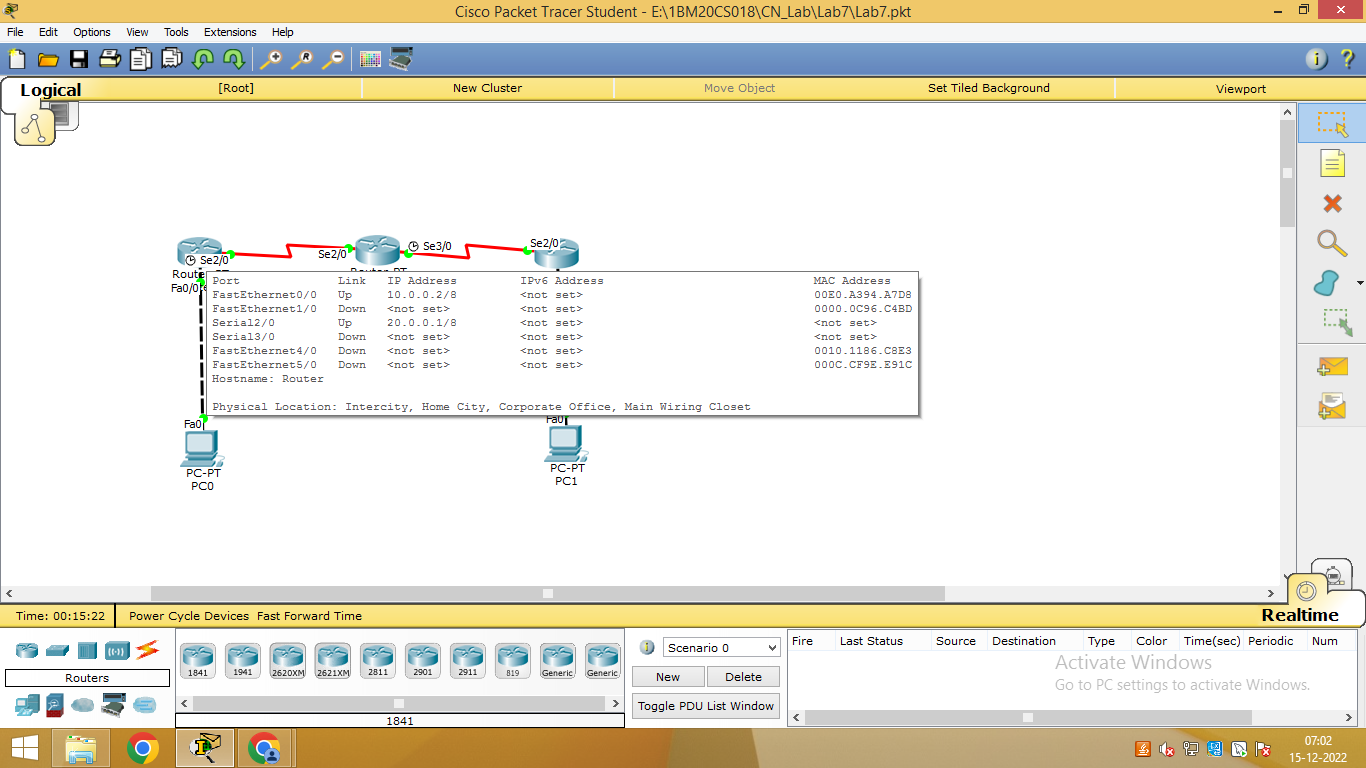 Cisco Packet Tracer Student - E:\1BM20CS018\CN_Lab\Lab7\Lab7.pkt
File Edit Options View Tools Extensions Help
Logical [Root] New Cluster Move Object Set Tiled Background Viewport
Se2/0 Se2/0 Se3/0 Se2/0
Fa0/0
Port Link IP Address IPv6 Address MAC Address
FastEthernet0/0 Up 10.0.0.2/8 <not set> 00E0.A394.A7D8
FastEthernet1/0 Down <not set> <not set> 0000.0C96.C4BD
Serial2/0 Up 20.0.0.1/8 <not set> <not set>
Serial3/0 Down <not set> <not set> <not set>
FastEthernet4/0 Down <not set> <not set> 0010.1186.C8E3
FastEthernet5/0 Down <not set> <not set> 000C.CF9E.E91C
Hostname: Router
Physical Location: Intercity, Home City, Corporate Office, Main Wiring Closet
Fa0 Fa0
PC-PT PC-PT
PC0 PC1
Time: 00:15:22 Power Cycle Devices Fast Forward Time Realtime
Routers
1841 1941 2620XM 2621XM 2811 2901 2911 819 Generic Generic
1841
Scenario 0
New Delete
Toggle PDU List Window
Fire Last Status Source Destination Type Color Time(sec) Periodic Num
Activate Windows
Go to PC settings to activate Windows.
07:02
15-12-2022